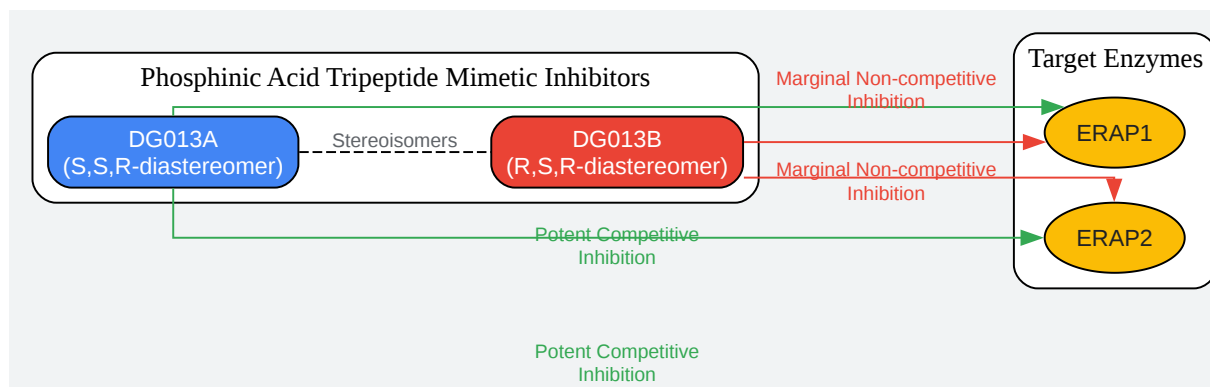 Phosphinic Acid Tripeptide Mimetic Inhibitors
DG013A
(S,S,R-diastereomer)
Stereoisomers
DG013B
(R,S,R-diastereomer)
Marginal Non-competitive
Inhibition
Marginal Non-competitive
Inhibition
Target Enzymes
ERAP1
ERAP2
Potent Competitive
Inhibition
Potent Competitive
Inhibition